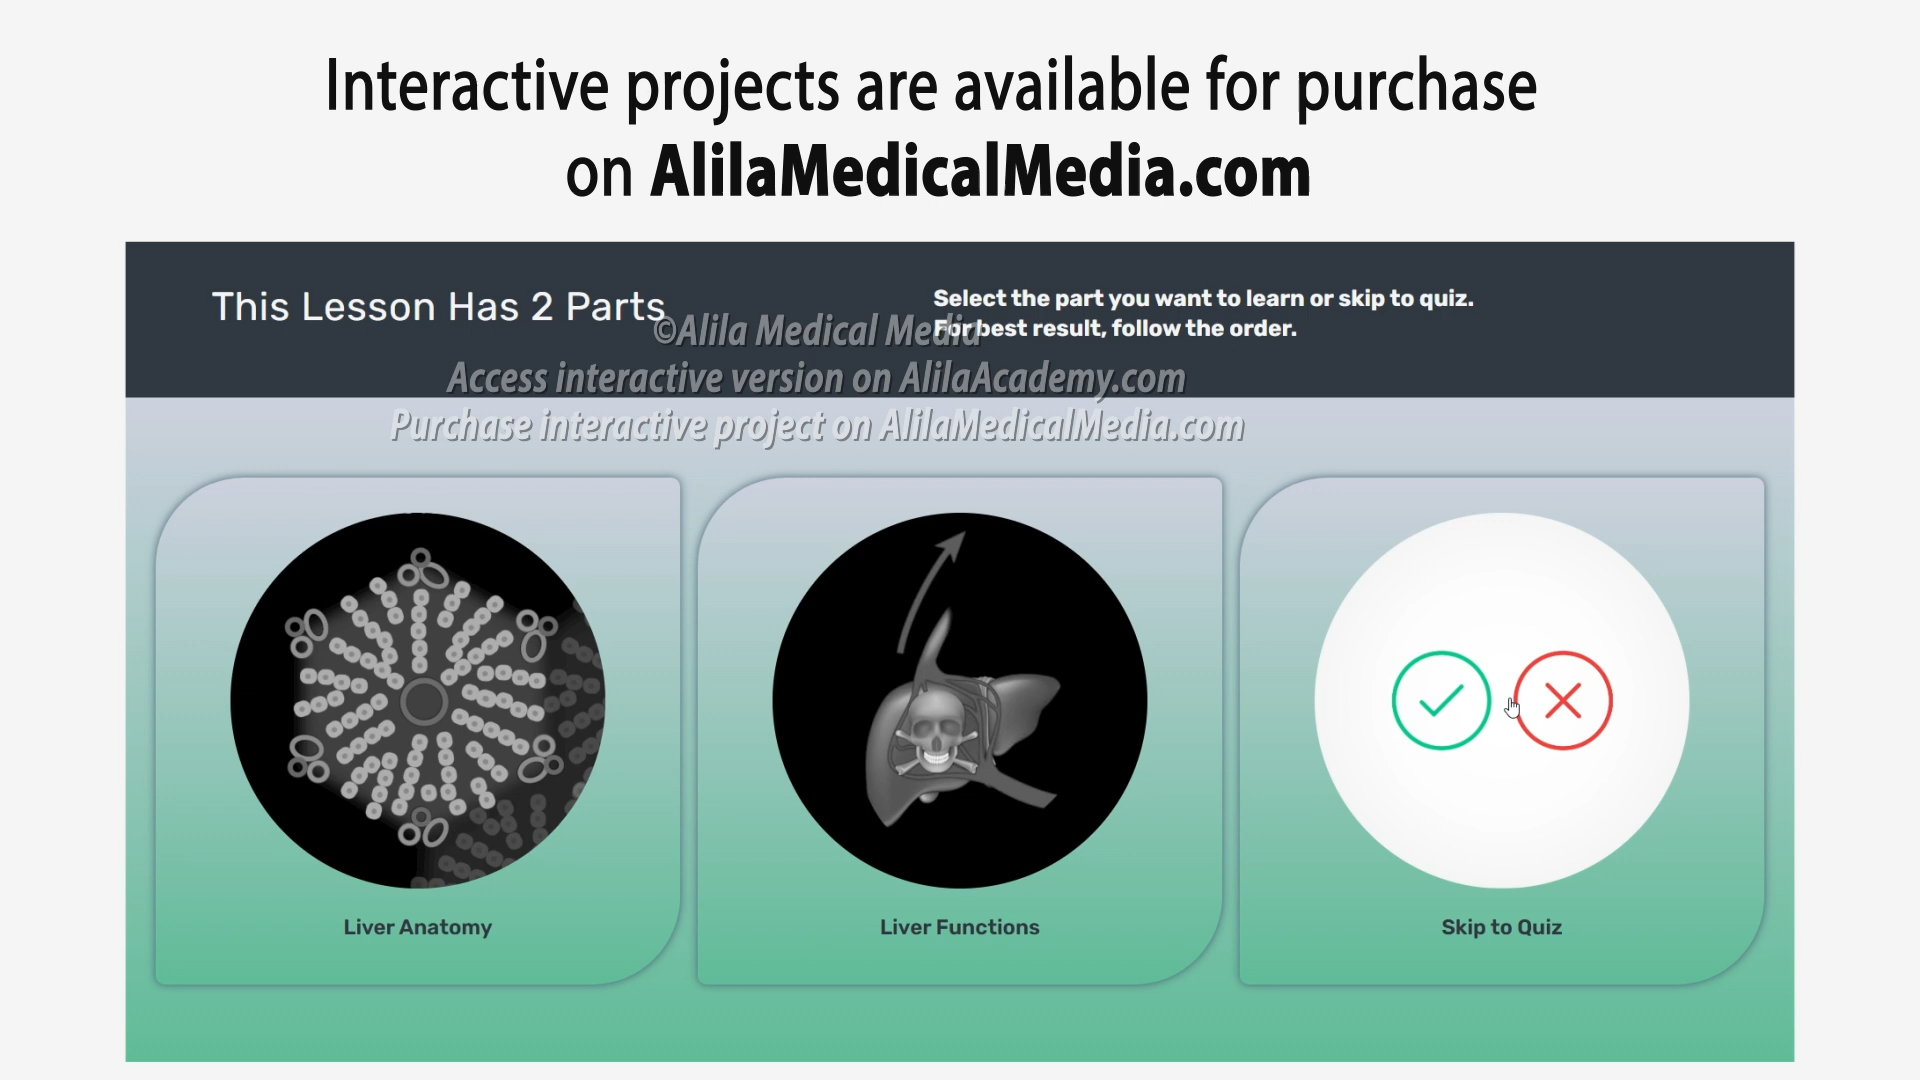 Interactive projects are available for purchase
on AlilaMedicalMedia.com
This Lesson Has 2 Parts
Select the part you want to learn or skip to quiz.
For best result, follow the order.
©Alila Medical Media
Access interactive version on AlilaAcademy.com
Purchase interactive project on AlilaMedicalMedia.com
Liver Anatomy
Liver Functions
Skip to Quiz